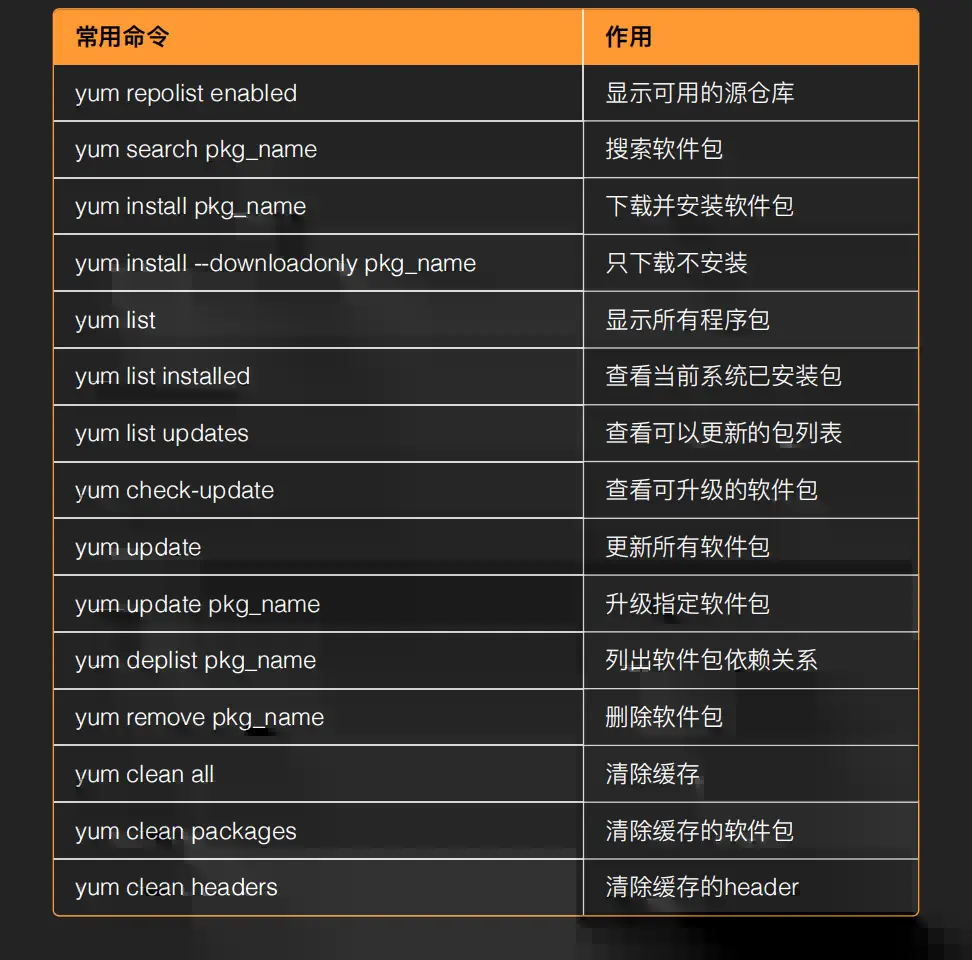 常用命令 作用
yum repolist enabled 显示可用的源仓库
yum search pkg_name 搜索软件包
yum install pkg_name 下载并安装软件包
yum install --downloadonly pkg_name 只下载不安装
yum list 显示所有程序包
yum list installed 查看当前系统已安装包
yum list updates 查看可以更新的包列表
yum check-update 查看可升级的软件包
yum update 更新所有软件包
yum update pkg_name 升级指定软件包
yum deplist pkg_name 列出软件包依赖关系
yum remove pkg_name 删除软件包
yum clean all 清除缓存
yum clean packages 清除缓存的软件包
yum clean headers 清除缓存的header